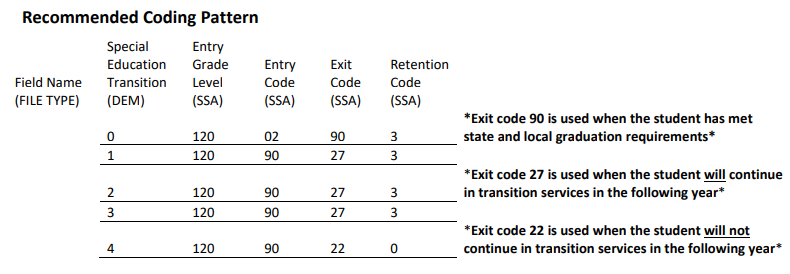 Recommended Coding Pattern
Special Entry
Education Grade Entry Exit Retention
Field Name Transition Level Code Code Code
(FILE TYPE) (DEM) (SSA) (SSA) (SSA) (SSA)
*Exit code 90 is used when the student has met
0 120 02 90 3 state and local graduation requirements*
1 120 90 27 3
*Exit code 27 is used when the student will continue
2 120 90 27 3 in transition services in the following year*
3 120 90 27 3
*Exit code 22 is used when the student will not
4 120 90 22 0 continue in transition services in the following year*